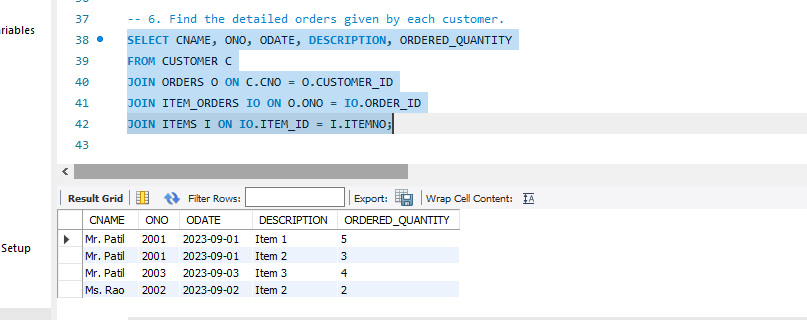 ariables
Setup
36
37 -- 6. Find the detailed orders given by each customer.
38 SELECT CNAME, ONO, ODATE, DESCRIPTION, ORDERED_QUANTITY
39 FROM CUSTOMER C
40 JOIN ORDERS O ON C.CNO = O.CUSTOMER_ID
41 JOIN ITEM_ORDERS IO ON O.ONO = IO.ORDER_ID
42 JOIN ITEMS I ON IO.ITEM_ID = I.ITEMNO;
43
Result Grid Filter Rows: Export: Wrap Cell Content: IA
CNAME ONO ODATE DESCRIPTION ORDERED_QUANTITY
Mr. Patil 2001 2023-09-01 Item 1 5
Mr. Patil 2001 2023-09-01 Item 2 3
Mr. Patil 2003 2023-09-03 Item 3 4
Ms. Rao 2002 2023-09-02 Item 2 2